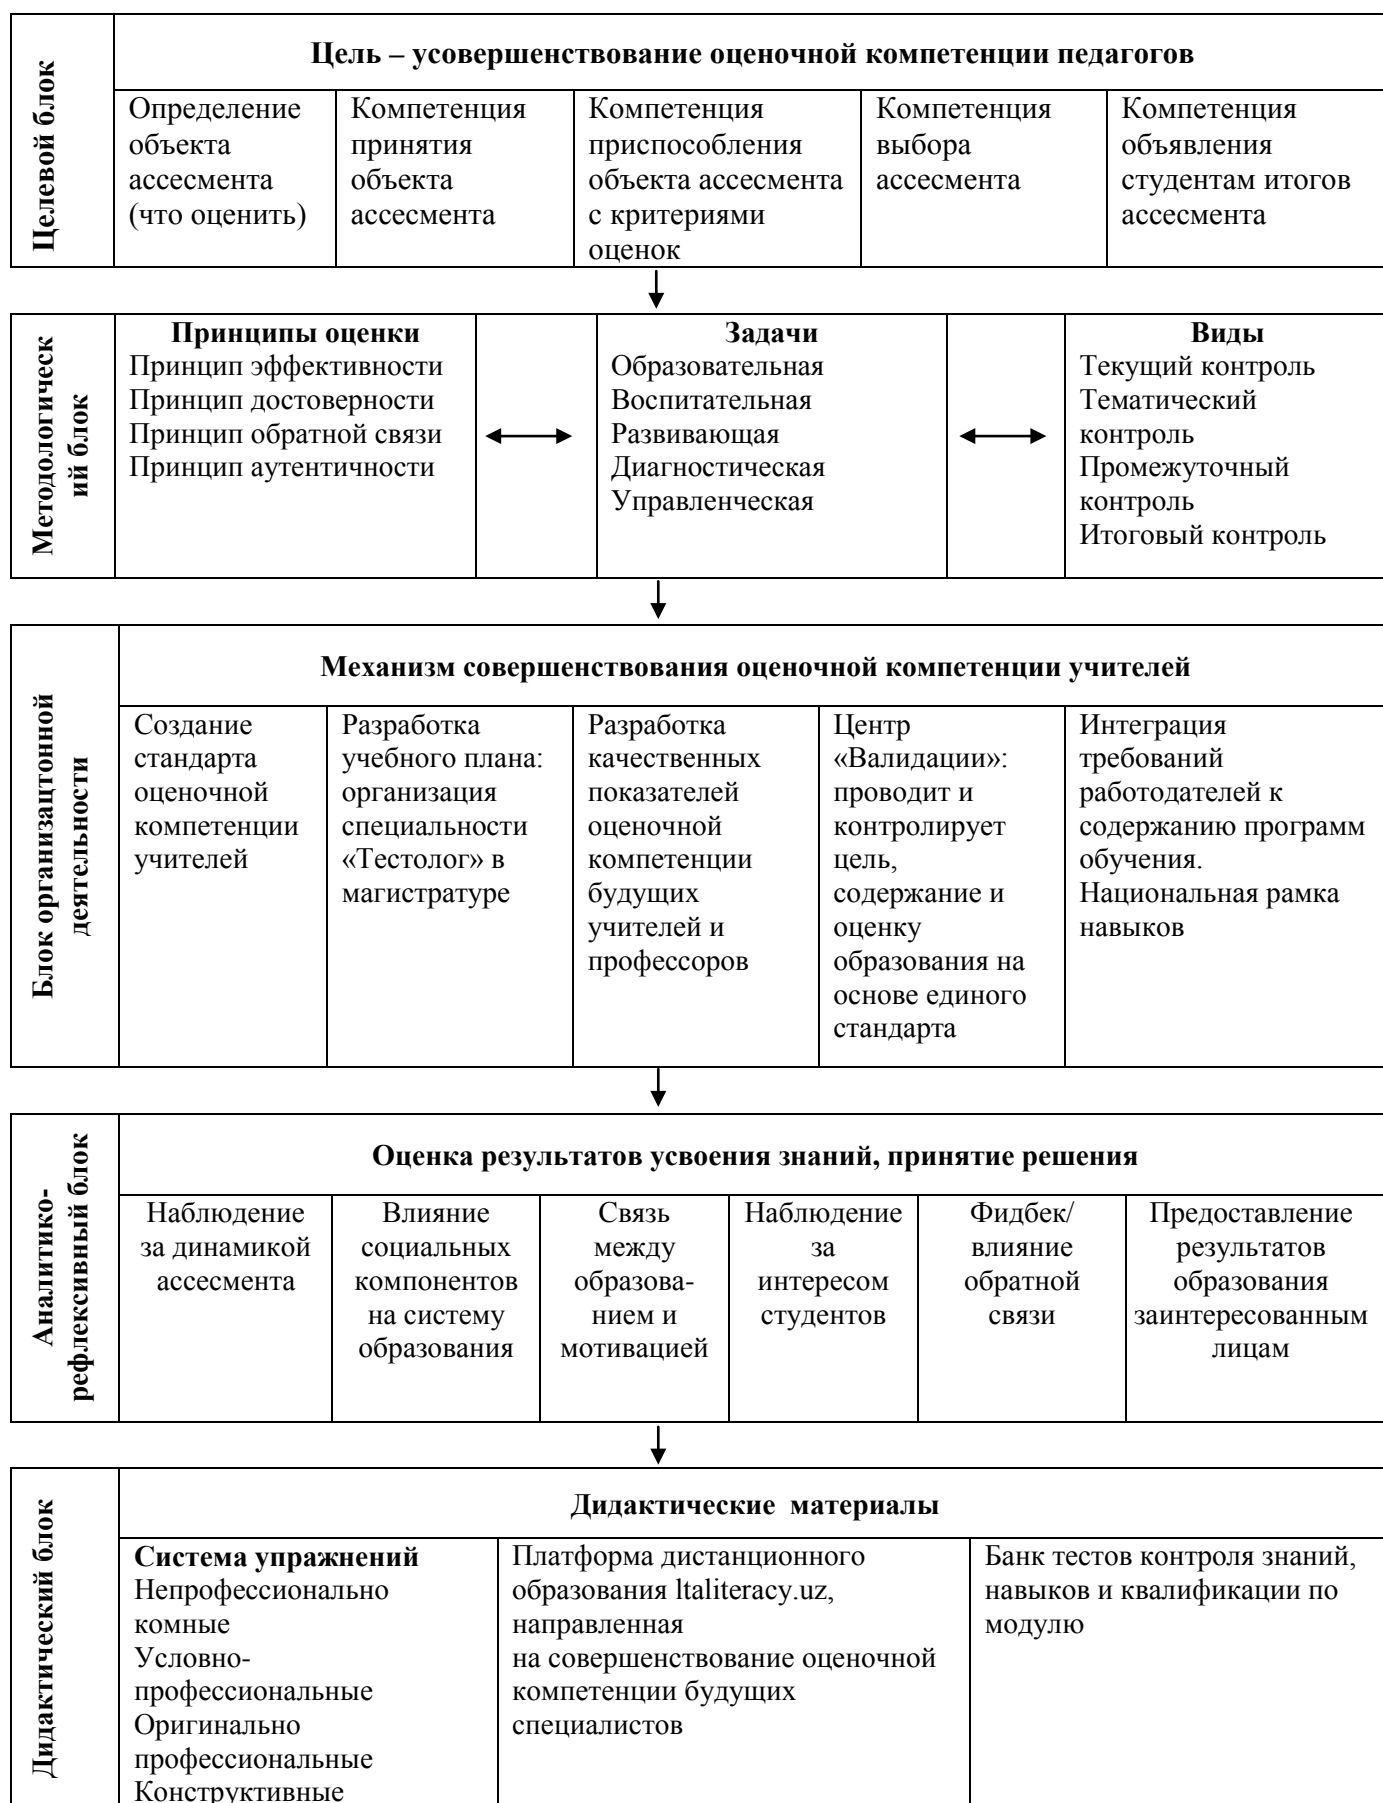 Целевой блок
Цель – усовершенствование оценочной компетенции педагогов
Определение
объекта
ассесмента
(что оценить)
Компетенция
принятия
объекта
ассесмента
Компетенция
приспособления
объекта ассесмента
с критериями
оценок
Компетенция
выбора
ассесмента
Компетенция
объявления
студентам итогов
ассесмента
Методологическ
ий блок
Принципы оценки
Принцип эффективности
Принцип достоверности
Принцип обратной связи
Принцип аутентичности
Задачи
Образовательная
Воспитательная
Развивающая
Диагностическая
Управленческая
Виды
Текущий контроль
Тематический
контроль
Промежуточный
контроль
Итоговый контроль
Блок организацтонной
деятельности
Механизм совершенствования оценочной компетенции учителей
Создание
стандарта
оценочной
компетенции
учителей
Разработка
учебного плана:
организация
специальности
«Тестолог» в
магистратуре
Разработка
качественных
показателей
оценочной
компетенции
будущих
учителей и
профессоров
Центр
«Валидации»:
проводит и
контролирует
цель,
содержание и
оценку
образования на
основе единого
стандарта
Интеграция
требований
работодателей к
содержанию программ
обучения.
Национальная рамка
навыков
Аналитико-
рефлексивный блок
Оценка результатов усвоения знаний, принятие решения
Наблюдение
за динамикой
ассесмента
Влияние
социальных
компонентов
на систему
образования
Связь
между
образова-
нием и
мотивацией
Наблюдение
за
интересом
студентов
Фидбек/
влияние
обратной
связи
Предоставление
результатов
образования
заинтересованным
лицам
Дидактический блок
Дидактические материалы
Система упражнений
Непрофессионально
комные
Условно-
профессиональные
Оригинально
профессиональные
Конструктивные
Платформа дистанционного
образования ltaliteracy.uz,
направленная
на совершенствование оценочной
компетенции будущих
специалистов
Банк тестов контроля знаний,
навыков и квалификации по
модулю